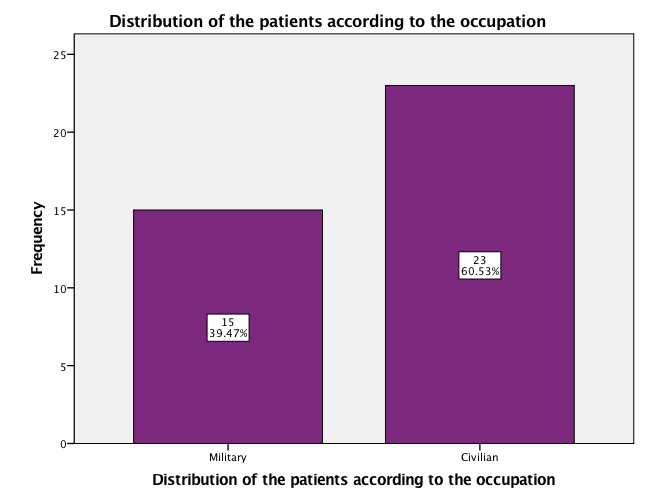 Distribution of the patients according to the occupation
Frequency
25
20
15
10
5
0
15
39.47%
23
60.53%
Military
Civilian
Distribution of the patients according to the occupation